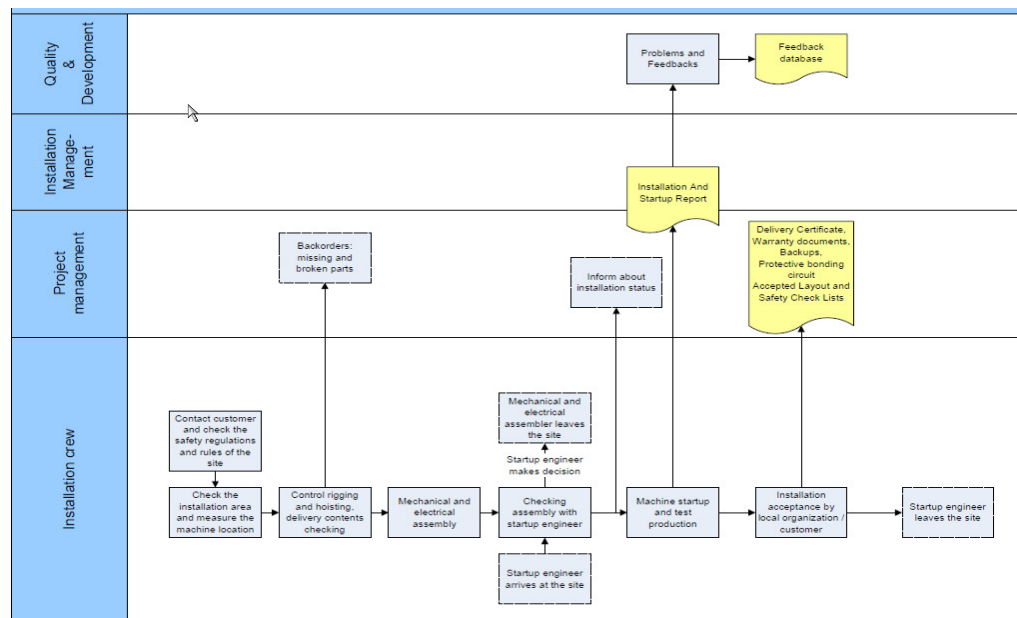 Quality
&
Development
Problems and
Feedbacks
Feedback
database
Installation
Manage-
ment
Installation And
Startup Report
Project
management
Backorders:
missing and
broken parts
Inform about
installation status
Delivery Certificate,
Warranty documents,
Backups,
Protective bonding
circuit
Accepted Layout and
Safety Check Lists
Installation crew
Contact customer
and check the
safety regulations
and rules of the
site
Mechanical and
electrical
assembler leaves
the site
Startup engineer
makes decision
Check the
installation area
and measure the
machine location
Control rigging
and hoisting,
delivery contents
checking
Mechanical and
electrical
assembly
Checking
assembly with
startup engineer
Machine startup
and test
production
Installation
acceptance by
local organization /
customer
Startup engineer
leaves the site
Startup engineer
arrives at the site